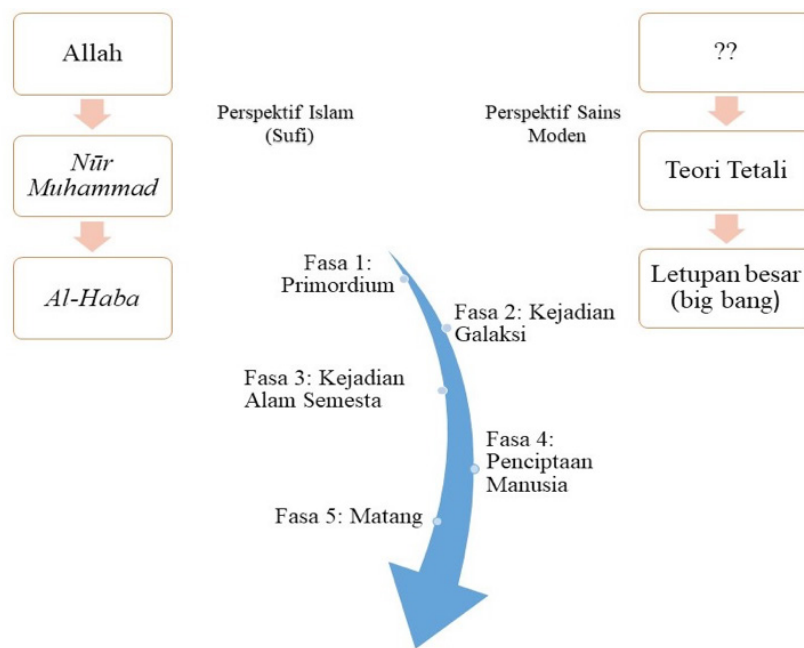 Allah
Nūr
Muhammad
Al-Haba
Perspektif Islam
(Sufi)
Perspektif Sains
Moden
??
Teori Tetali
Letupan besar
(big bang)
Fasa 1:
Primordium
Fasa 2: Kejadian
Galaksi
Fasa 3: Kejadian
Alam Semesta
Fasa 4:
Penciptaan
Manusia
Fasa 5: Matang